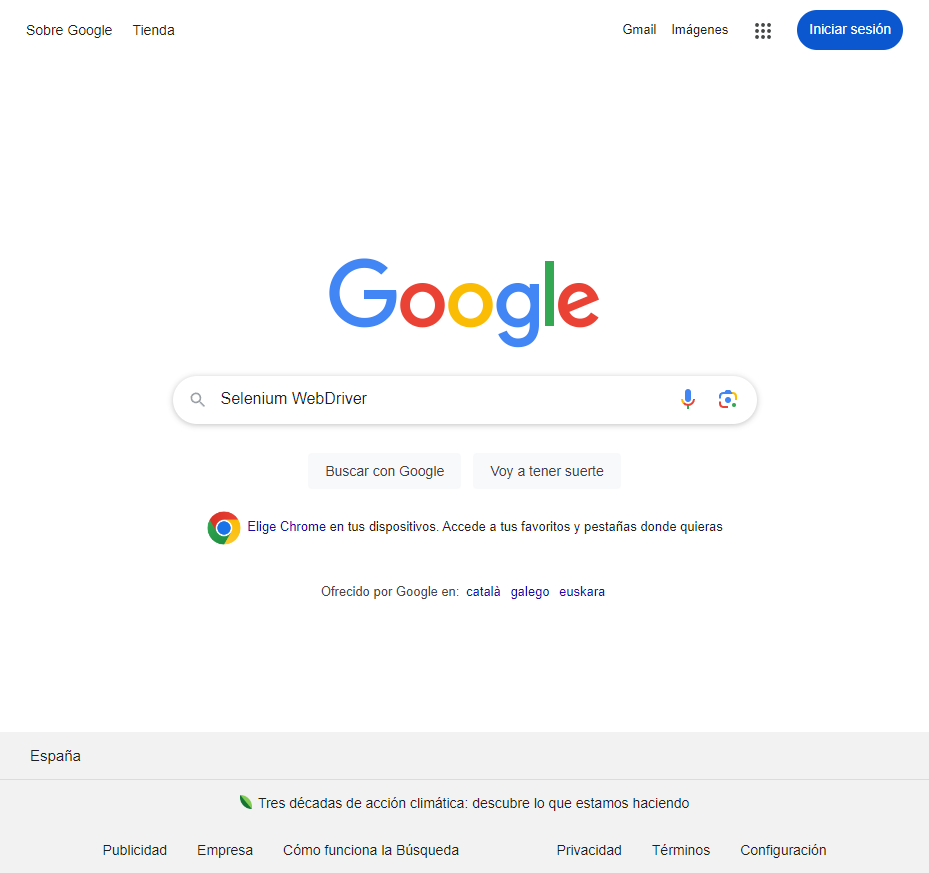 Sobre Google Tienda Gmail Imágenes Iniciar sesión
Google
Selenium WebDriver
Buscar con Google Voy a tener suerte
Elige Chrome en tus dispositivos. Accede a tus favoritos y pestañas donde quieras
Ofrecido por Google en: català galego euskara
España
Tres décadas de acción climática: descubre lo que estamos haciendo
Publicidad Empresa Cómo funciona la Búsqueda Privacidad Términos Configuración